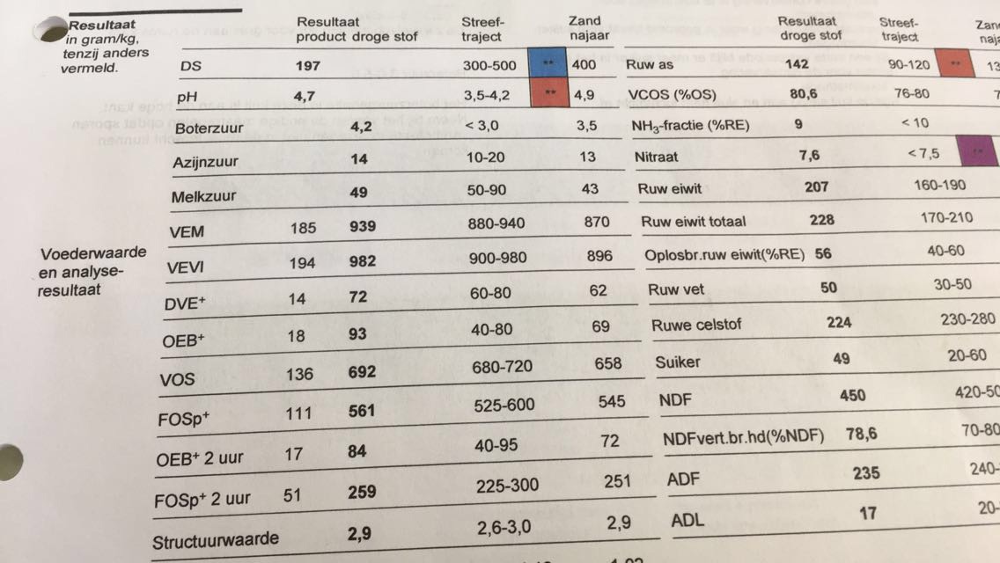 Resultaat
in gram/kg,
tenzij anders
vermeld.
Resultaat
product droge stof
Streef-
traject
Zand
najaar
Resultaat
droge stof
Streef-
traject
DS 197 300-500 ** 400
pH 4,7 3,5-4,2 ** 4,9
Boterzuur 4,2 < 3,0 3,5
Azijnzuur 14 10-20 13
Melkzuur 49 50-90 43
VEM 185 939 880-940 870
VEVI 194 982 900-980 896
DVE+ 14 72 60-80 62
OEB+ 18 93 40-80 69
VOS 136 692 680-720 658
FOSp+ 111 561 525-600 545
OEB+ 2 uur 17 84 40-95 72
FOSp+ 2 uur 51 259 225-300 251
Structuurwaarde 2,9 2,6-3,0 2,9
Voederwaarde
en analyse-
resultaat
Ruw as 142 90-120 **
VCOS (%OS) 80,6 76-80
NH3-fractie (%RE) 9 < 10
Nitraat 7,6 < 7,5 **
Ruw eiwit 207 160-190
Ruw eiwit totaal 228 170-210
Oplosbr.ruw eiwit(%RE) 56 40-60
Ruw vet 50 30-50
Ruwe celstof 224 230-280
Suiker 49 20-60
NDF 450 420-50
NDFvert.br.hd(%NDF) 78,6 70-80
ADF 235 240-
ADL 17 20-